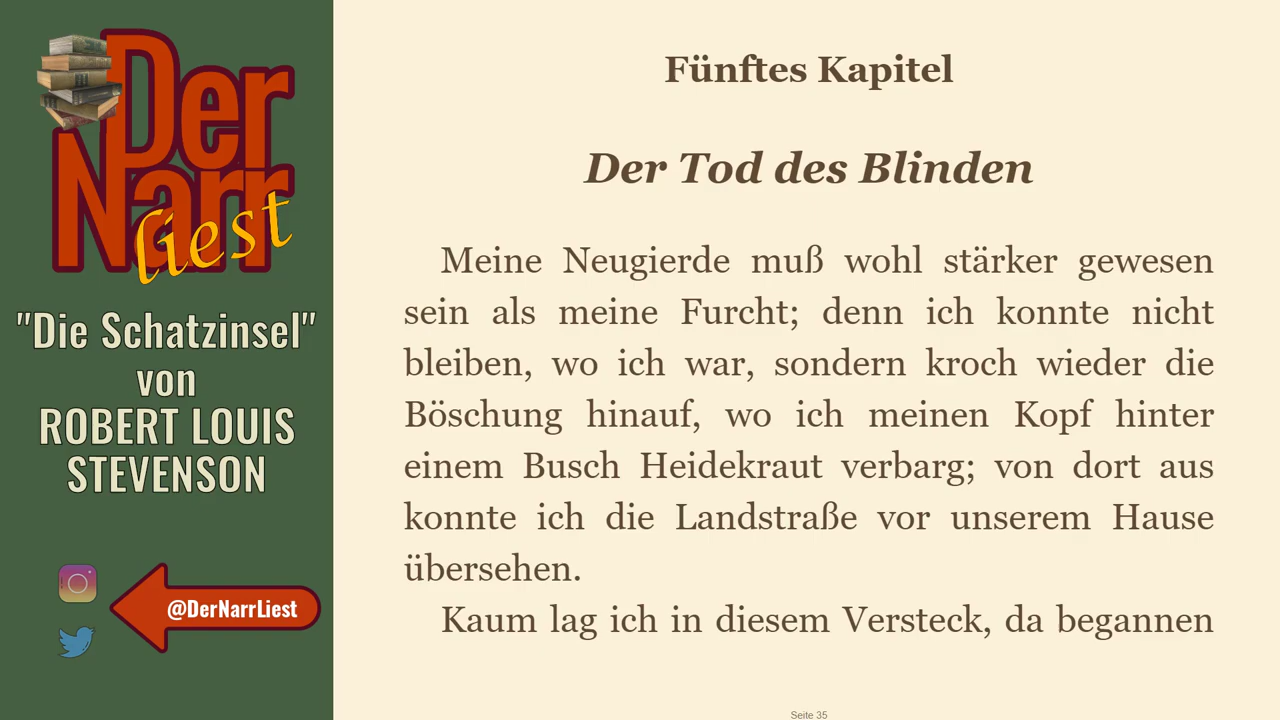 Der
Narr
liest
"Die Schatzinsel"
von
ROBERT LOUIS
STEVENSON
@DerNarrLiest
Fünftes Kapitel
Der Tod des Blinden
Meine Neugierde muß wohl stärker gewesen
sein als meine Furcht; denn ich konnte nicht
bleiben, wo ich war, sondern kroch wieder die
Böschung hinauf, wo ich meinen Kopf hinter
einem Busch Heidekraut verbarg; von dort aus
konnte ich die Landstraße vor unserem Hause
übersehen.
Kaum lag ich in diesem Versteck, da begannen
Seite 35